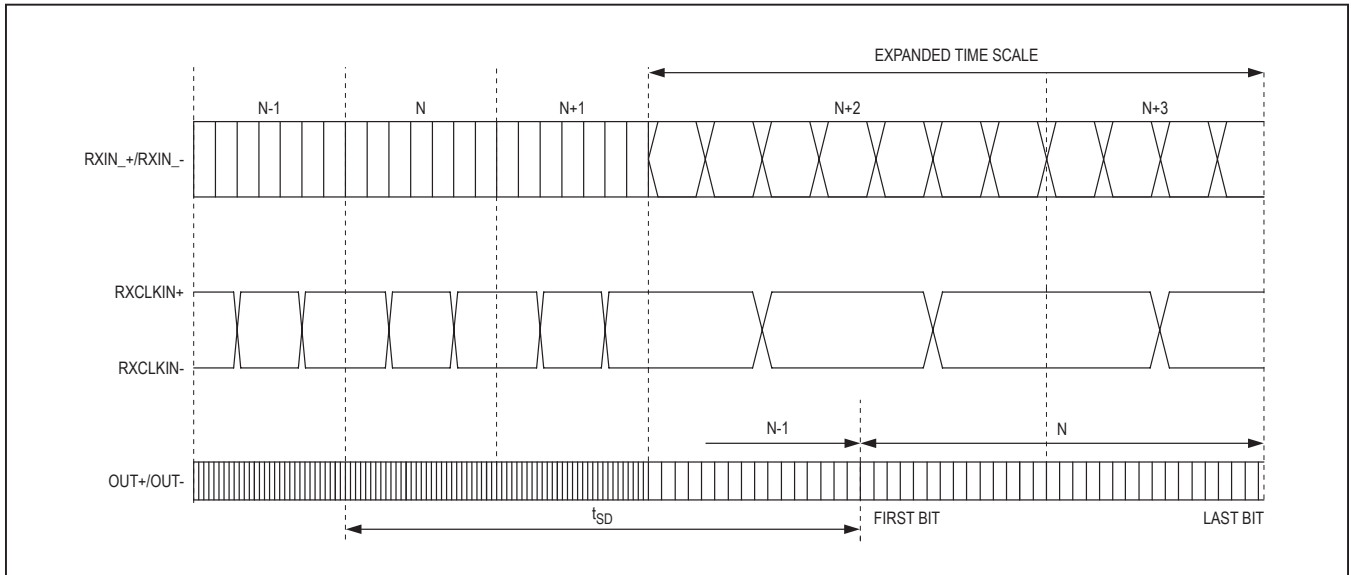 EXPANDED TIME SCALE
N-1 N N+1 N+2 N+3
RXIN_+/RXIN_-
RXCLKIN+
RXCLKIN-
N-1 N
OUT+/OUT-
tSD FIRST BIT LAST BIT